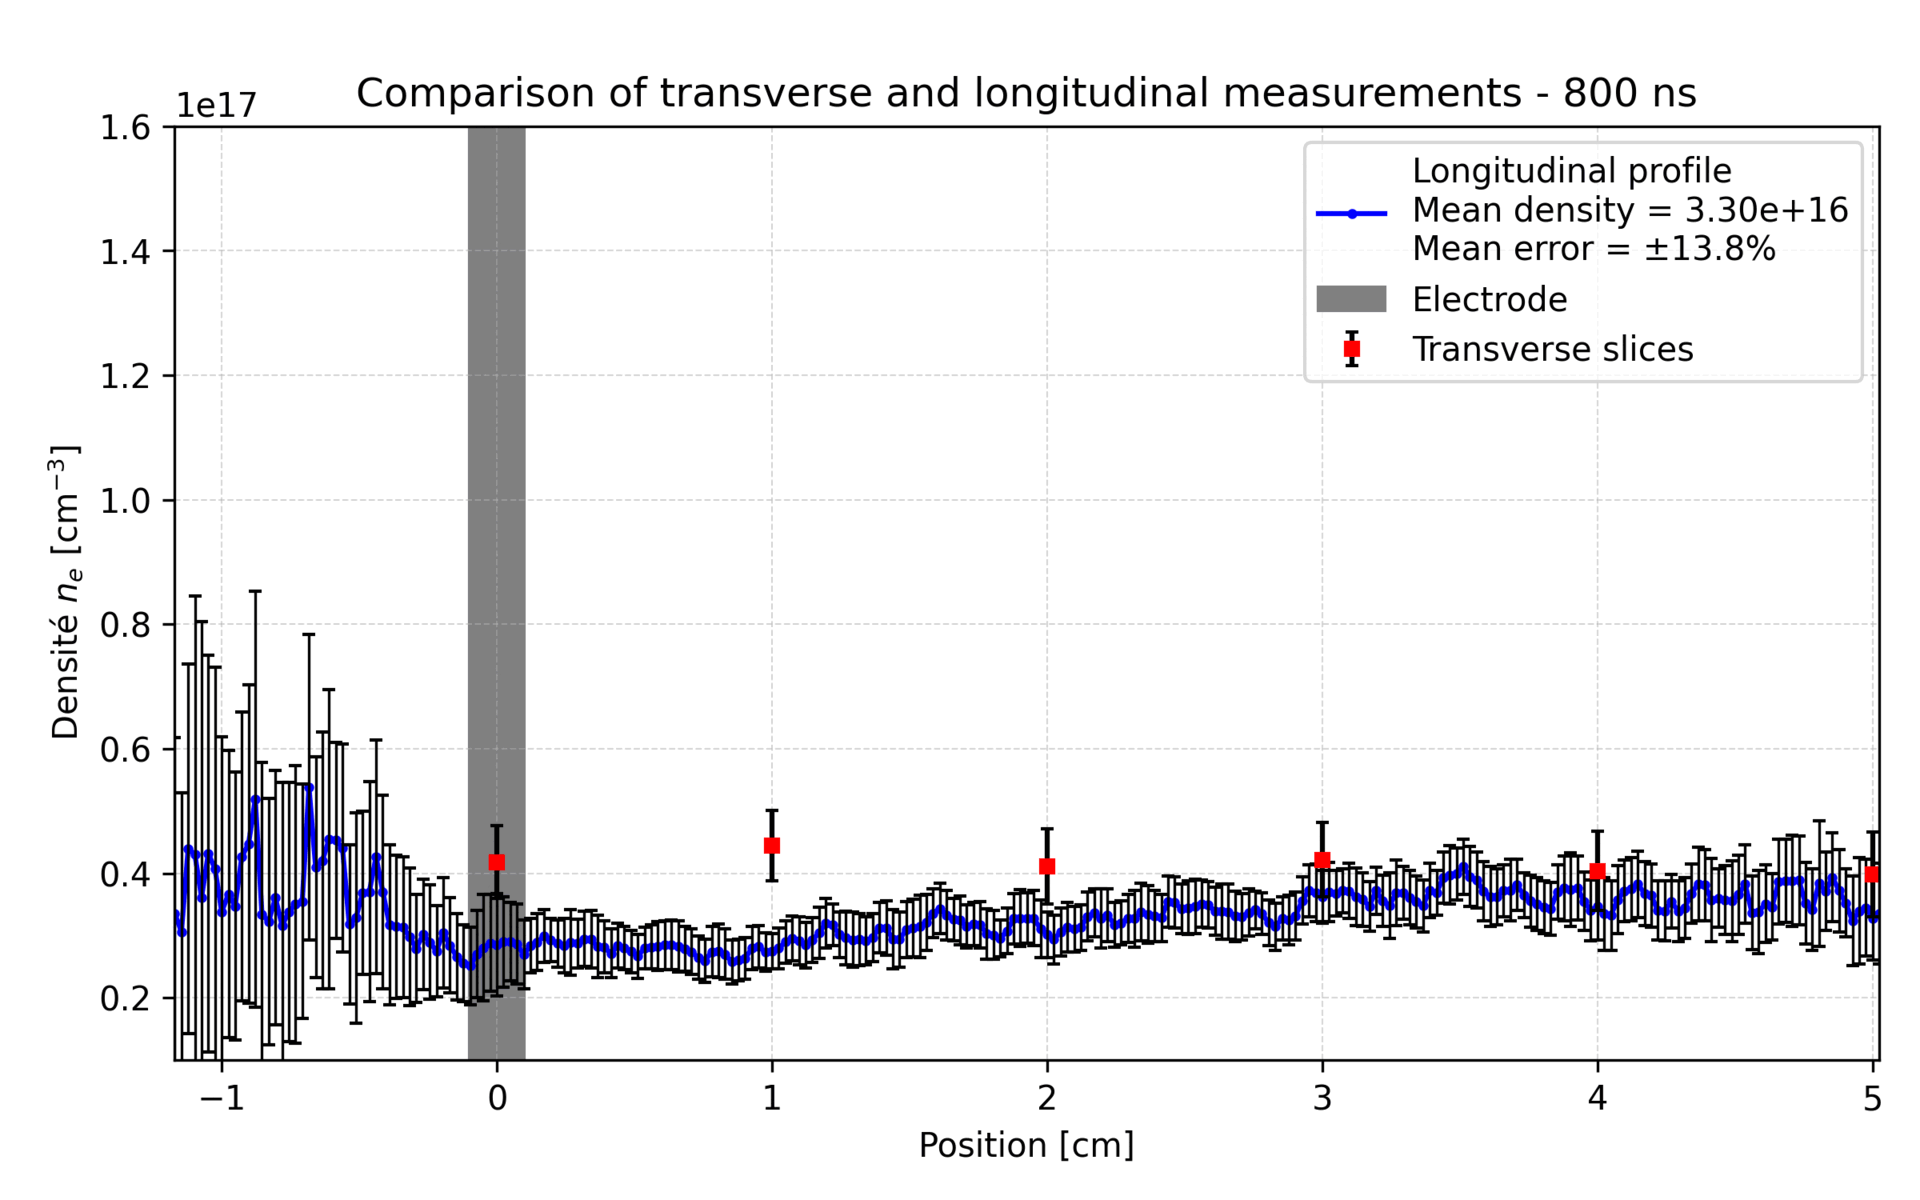 Comparison of transverse and longitudinal measurements - 800 ns
1e17
1.6
1.4
1.2
1.0
0.8
0.6
0.4
0.2
Densité nₑ [cm⁻³]
Longitudinal profile
Mean density = 3.30e+16
Mean error = ±13.8%
Electrode
Transverse slices
−1 0 1 2 3 4 5
Position [cm]